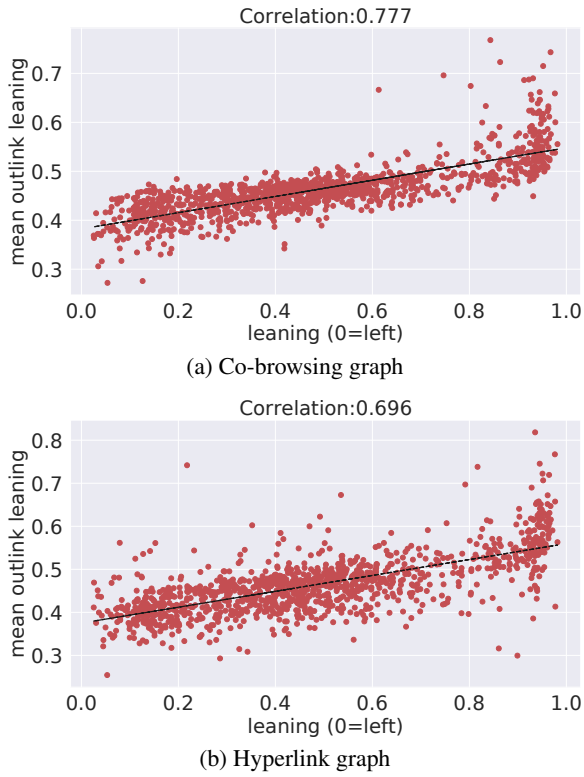 Correlation:0.777
mean outlink leaning
0.7
0.6
0.5
0.4
0.3
0.0 0.2 0.4 0.6 0.8 1.0
leaning (0=left)
(a) Co-browsing graph
Correlation:0.696
mean outlink leaning
0.8
0.7
0.6
0.5
0.4
0.3
0.0 0.2 0.4 0.6 0.8 1.0
leaning (0=left)
(b) Hyperlink graph